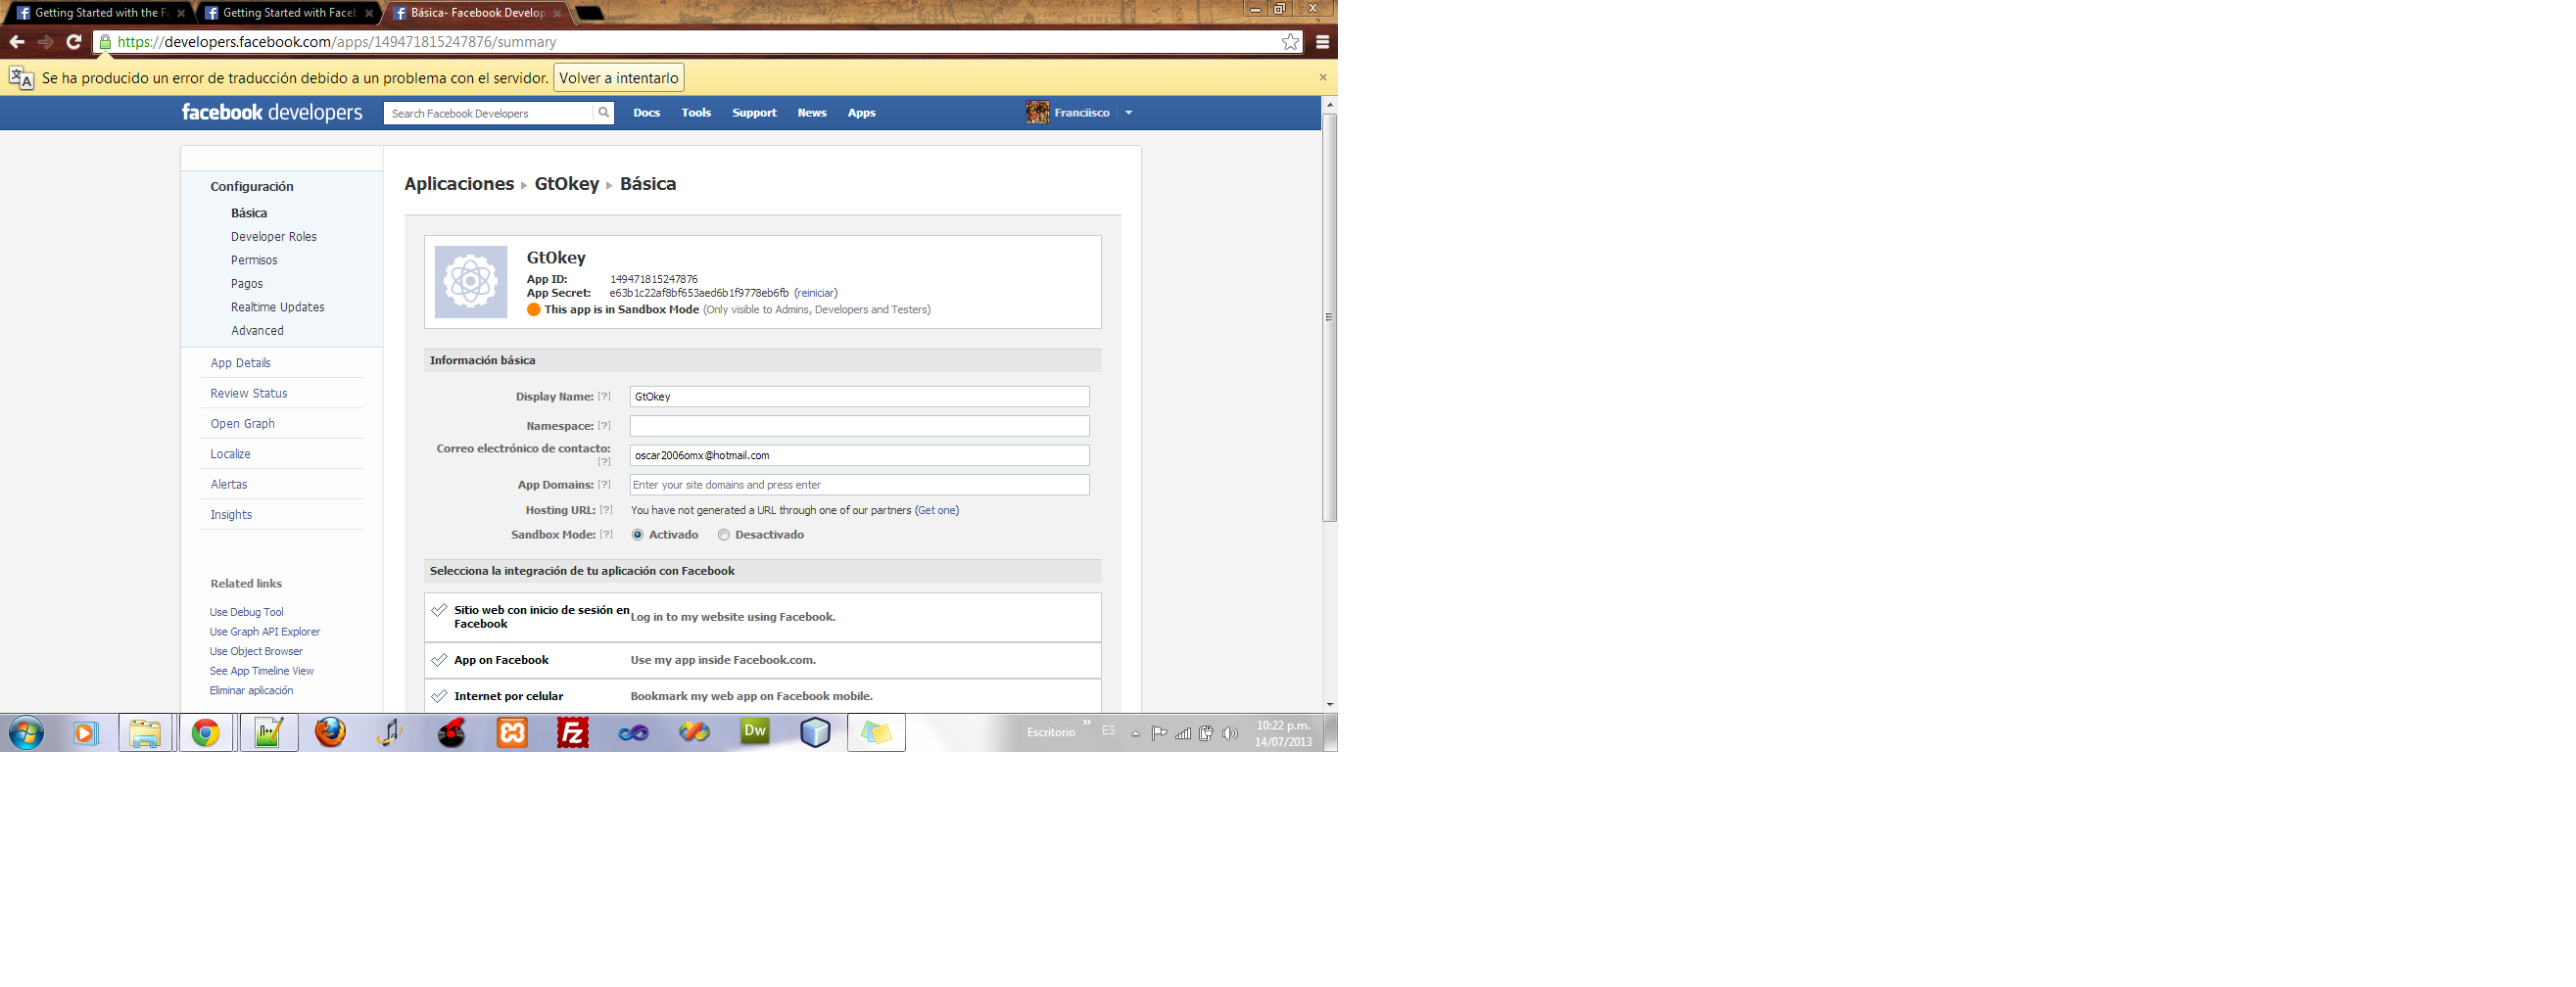 Getting Started with the F
Getting Started with Faceb
Básica- Facebook Develop
https://developers.facebook.com/apps/149471815247876/summary
Se ha producido un error de traducción debido a un problema con el servidor. Volver a intentarlo
facebook developers Search Facebook Developers Docs Tools Support News Apps Franciisco
Configuración
Básica
Developer Roles
Permisos
Pagos
Realtime Updates
Advanced
App Details
Review Status
Open Graph
Localize
Alertas
Insights
Related links
Use Debug Tool
Use Graph API Explorer
Use Object Browser
See App Timeline View
Eliminar aplicación
Aplicaciones GtOkey Básica
GtOkey
App ID: 149471815247876
App Secret: e63b1c22af8bf653aed6b1f9778eb6fb (reiniciar)
This app is in Sandbox Mode (Only visible to Admins, Developers and Testers)
Información básica
Display Name: [?] GtOkey
Namespace: [?]
Correo electrónico de contacto: [?] oscar2006omx@hotmail.com
App Domains: [?] Enter your site domains and press enter
Hosting URL: [?] You have not generated a URL through one of our partners (Get one)
Sandbox Mode: [?] Activado Desactivado
Selecciona la integración de tu aplicación con Facebook
Sitio web con inicio de sesión en Facebook Log in to my website using Facebook.
App on Facebook Use my app inside Facebook.com.
Internet por celular Bookmark my web app on Facebook mobile.
Dw
Escritorio
ES
10:22 p.m.
14/07/2013